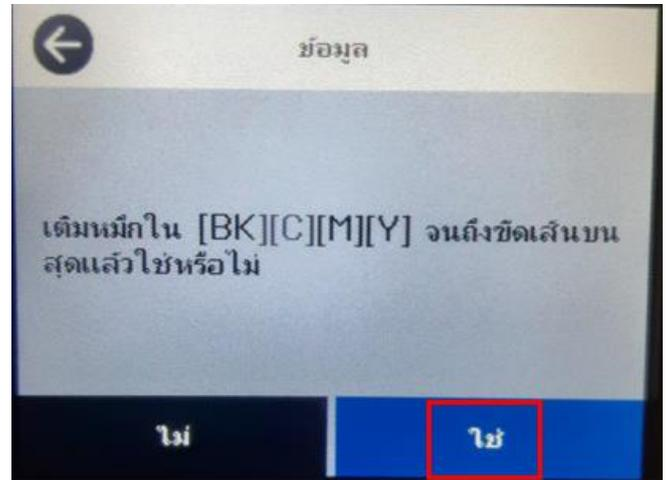 ข้อมูล
เติมหมึกใน [BK][C][M][Y] จนถึงขีดเส้นบน
สุดแล้วใช่หรือไม่
ไม่
ใช่